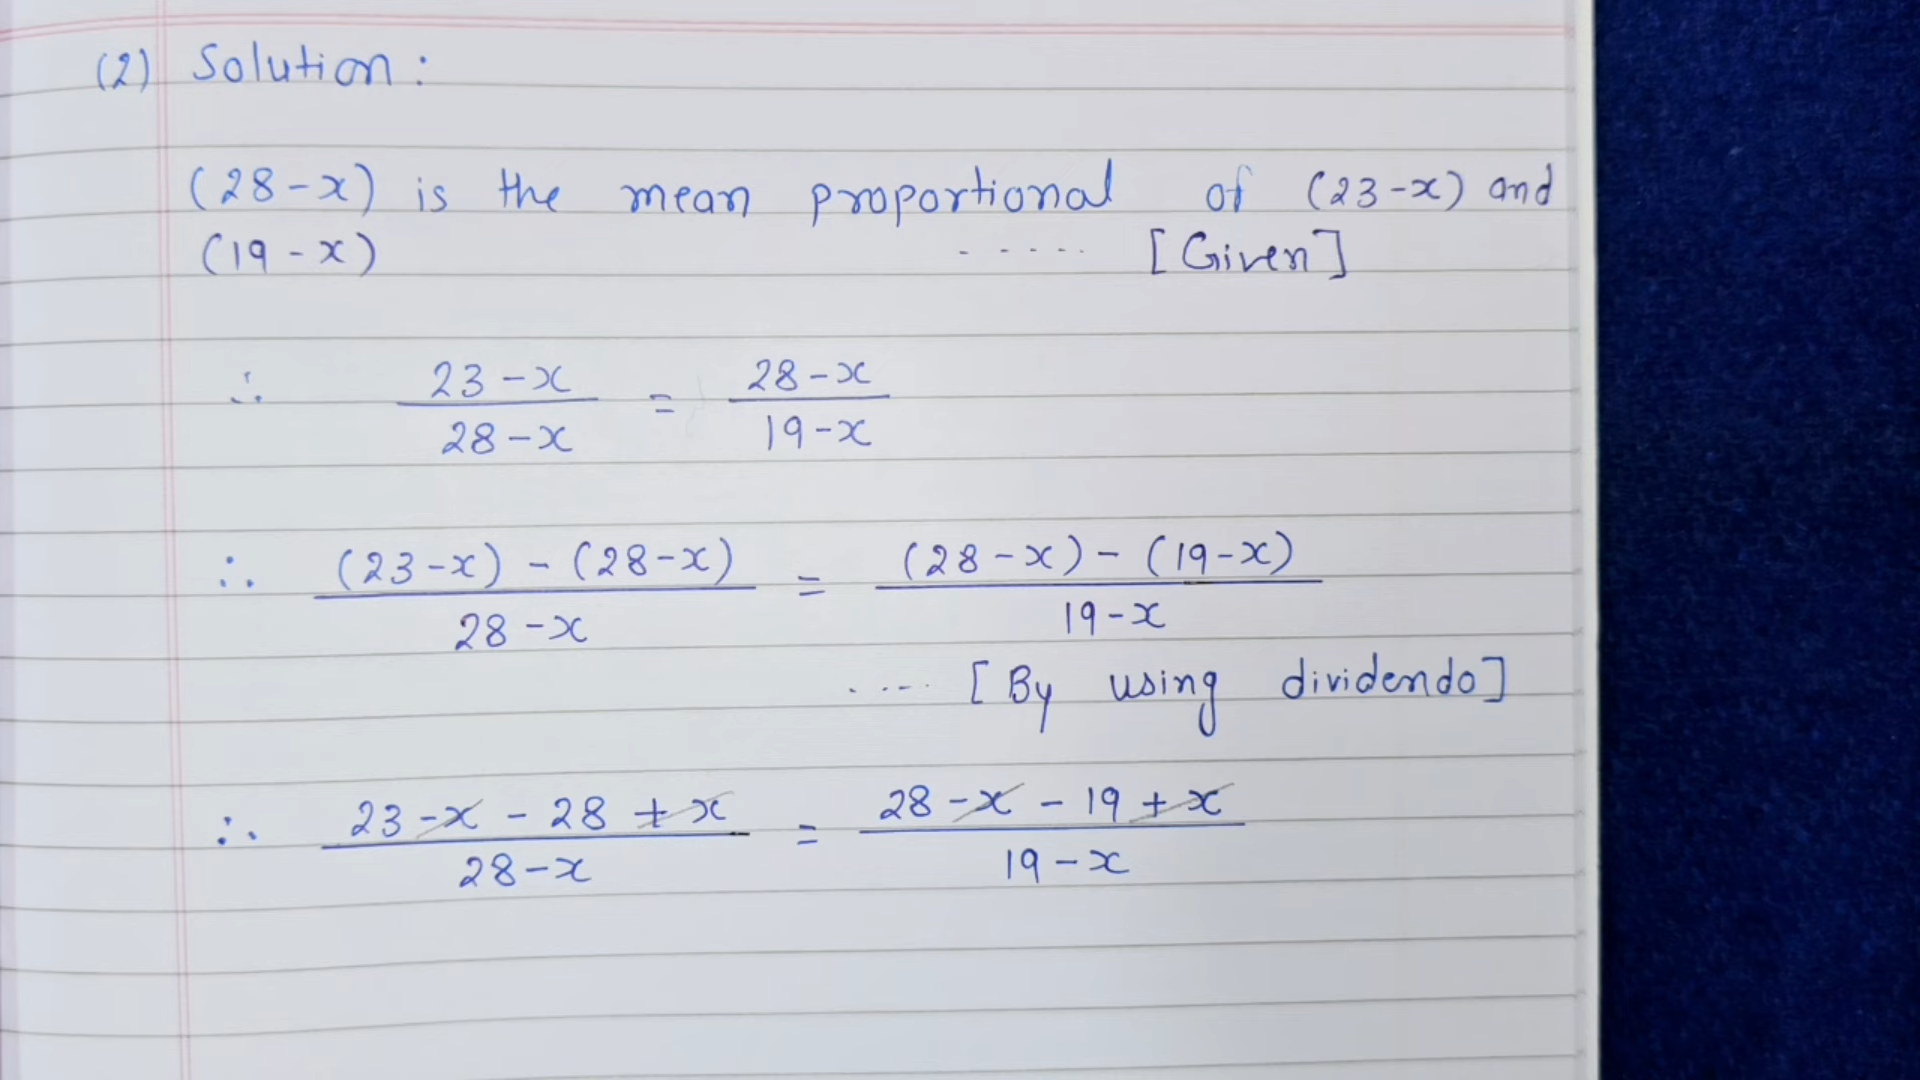 (2) Solution:
(28-x) is the mean proportional of (23-x) and
(19-x) ..... [Given]
∴ (23-x)/(28-x) = (28-x)/(19-x)
∴ ((23-x) - (28-x))/(28-x) = ((28-x) - (19-x))/(19-x)
.... [By using dividendo]
∴ (23-x-28+x)/(28-x) = (28-x-19+x)/(19-x)